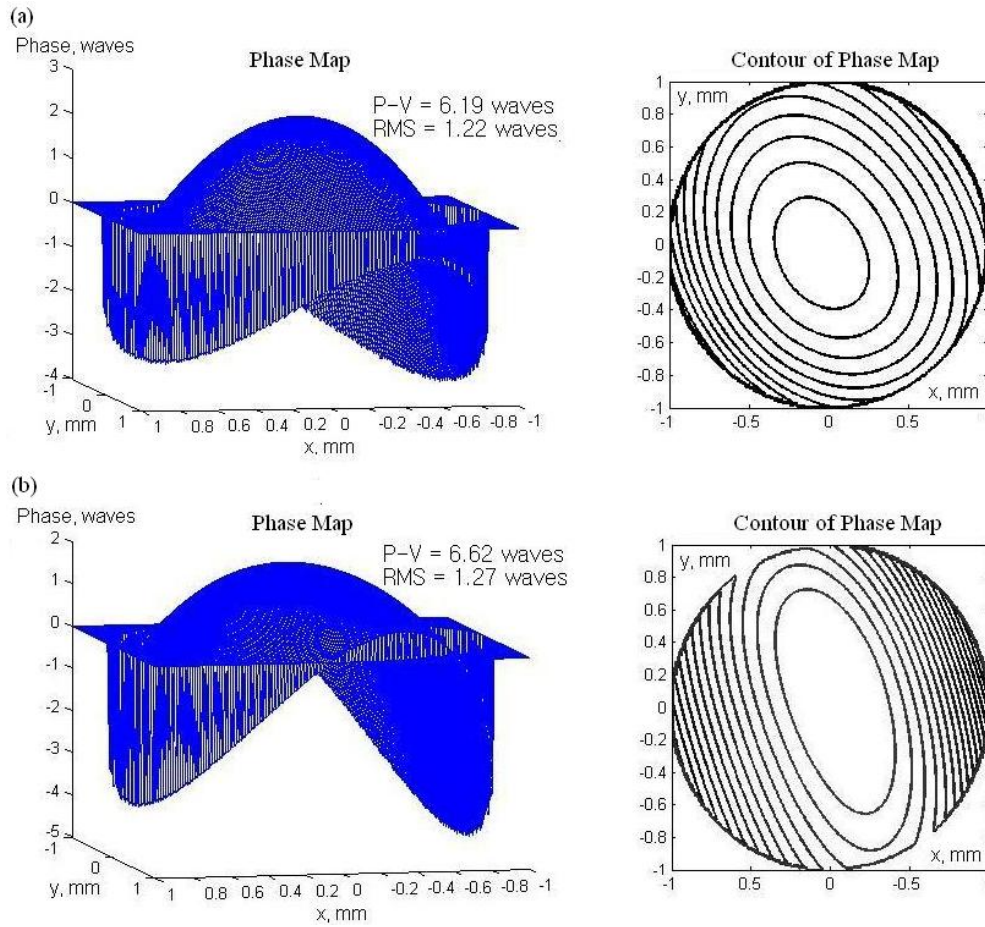 (a)
Phase, waves
Phase Map
P-V = 6.19 waves
RMS = 1.22 waves
3
2
1
0
-1
-2
-3
-4
-1
0
1
y, mm
1 0.8 0.6 0.4 0.2 0 -0.2 -0.4 -0.6 -0.8 -1
x, mm
Contour of Phase Map
y, mm
1
0.8
0.6
0.4
0.2
0
-0.2
-0.4
-0.6
-0.8
-1
x, mm
-1 -0.5 0 0.5
(b)
Phase, waves
Phase Map
P-V = 6.62 waves
RMS = 1.27 waves
2
1
0
-1
-2
-3
-4
-5
-1
0
1
y, mm
1 0.8 0.6 0.4 0.2 0 -0.2 -0.4 -0.6 -0.8 -1
x, mm
Contour of Phase Map
y, mm
1
0.8
0.6
0.4
0.2
0
-0.2
-0.4
-0.6
-0.8
-1
x, mm
1 0.5 0 -0.5